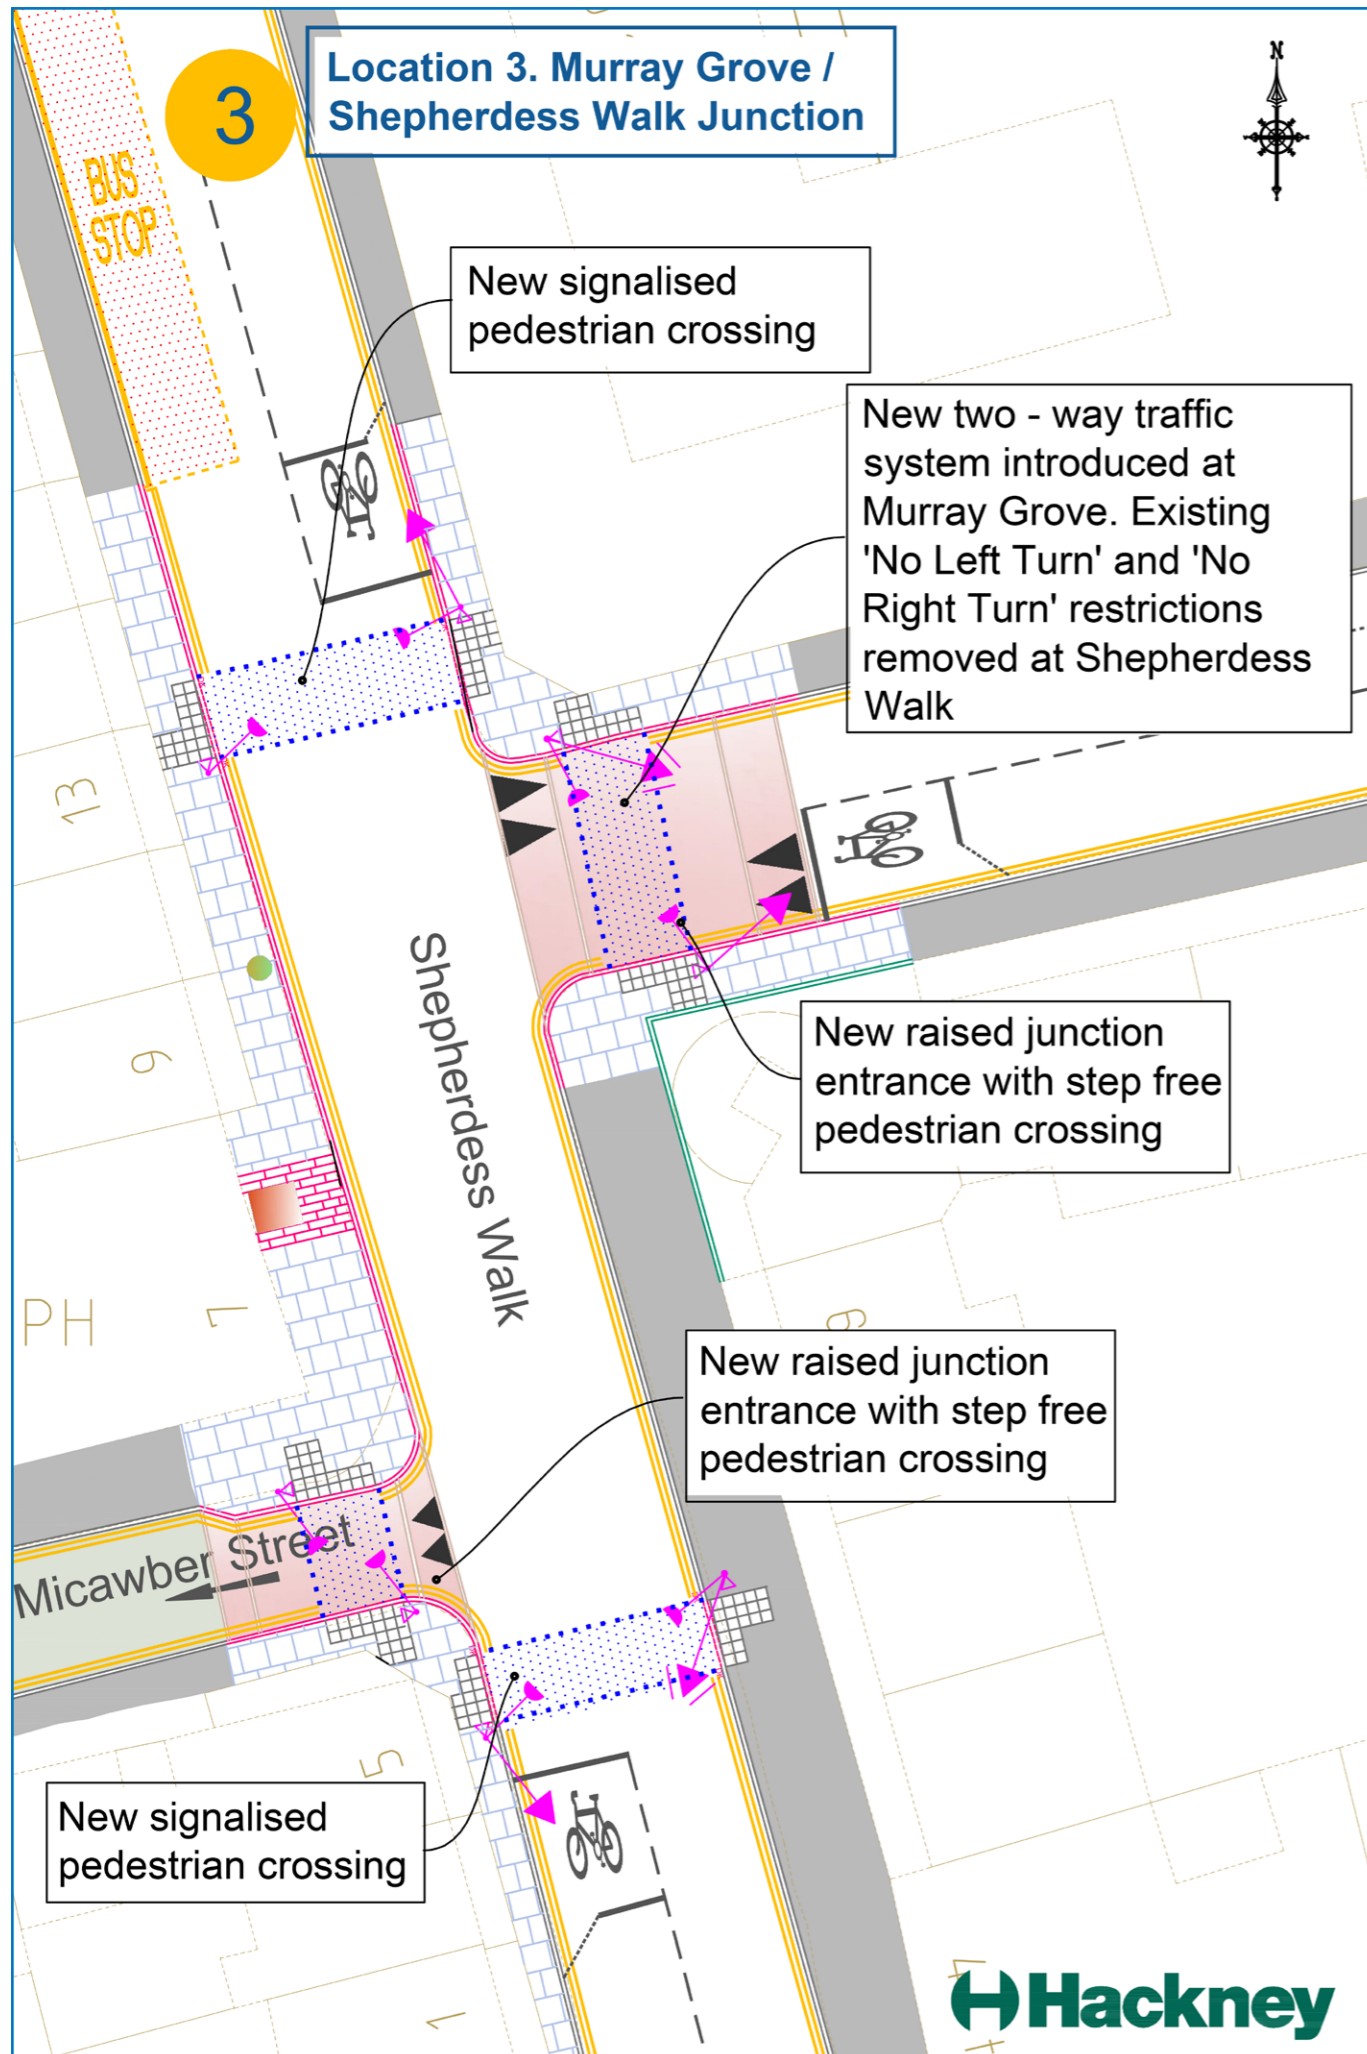 3
Location 3. Murray Grove /
Shepherdess Walk Junction
N
BUS
STOP
New signalised
pedestrian crossing
New two - way traffic
system introduced at
Murray Grove. Existing
'No Left Turn' and 'No
Right Turn' restrictions
removed at Shepherdess
Walk
13
Shepherdess Walk
9
New raised junction
entrance with step free
pedestrian crossing
PH
7
New raised junction
entrance with step free
pedestrian crossing
Micawber Street
5
New signalised
pedestrian crossing
1
Hackney